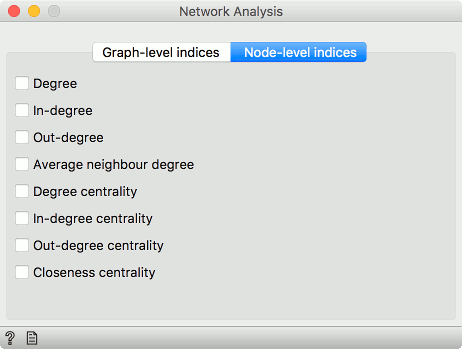 Network Analysis
Graph-level indices Node-level indices
Degree
In-degree
Out-degree
Average neighbour degree
Degree centrality
In-degree centrality
Out-degree centrality
Closeness centrality
?